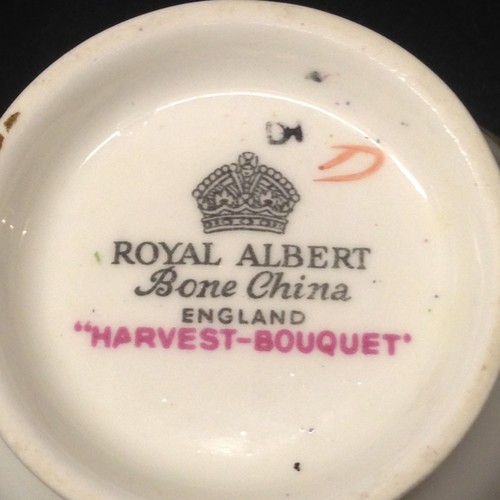 D
ROYAL ALBERT
Bone China
ENGLAND
"HARVEST-BOUQUET"